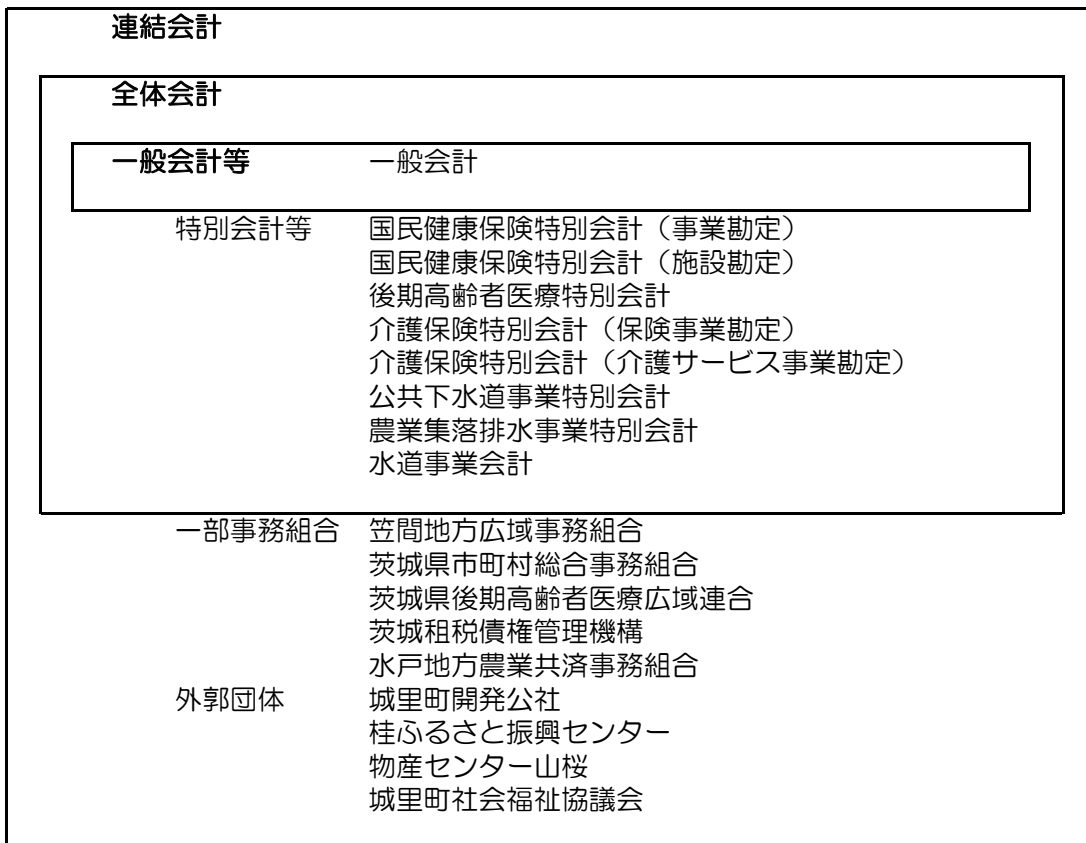 連結会計
全体会計
一般会計等 一般会計
特別会計等 国民健康保険特別会計（事業勘定）
国民健康保険特別会計（施設勘定）
後期高齢者医療特別会計
介護保険特別会計（保険事業勘定）
介護保険特別会計（介護サービス事業勘定）
公共下水道事業特別会計
農業集落排水事業特別会計
水道事業会計
一部事務組合 笠間地方広域事務組合
茨城県市町村総合事務組合
茨城県後期高齢者医療広域連合
茨城租税債権管理機構
水戸地方農業共済事務組合
外郭団体 城里町開発公社
桂ふるさと振興センター
物産センター山桜
城里町社会福祉協議会